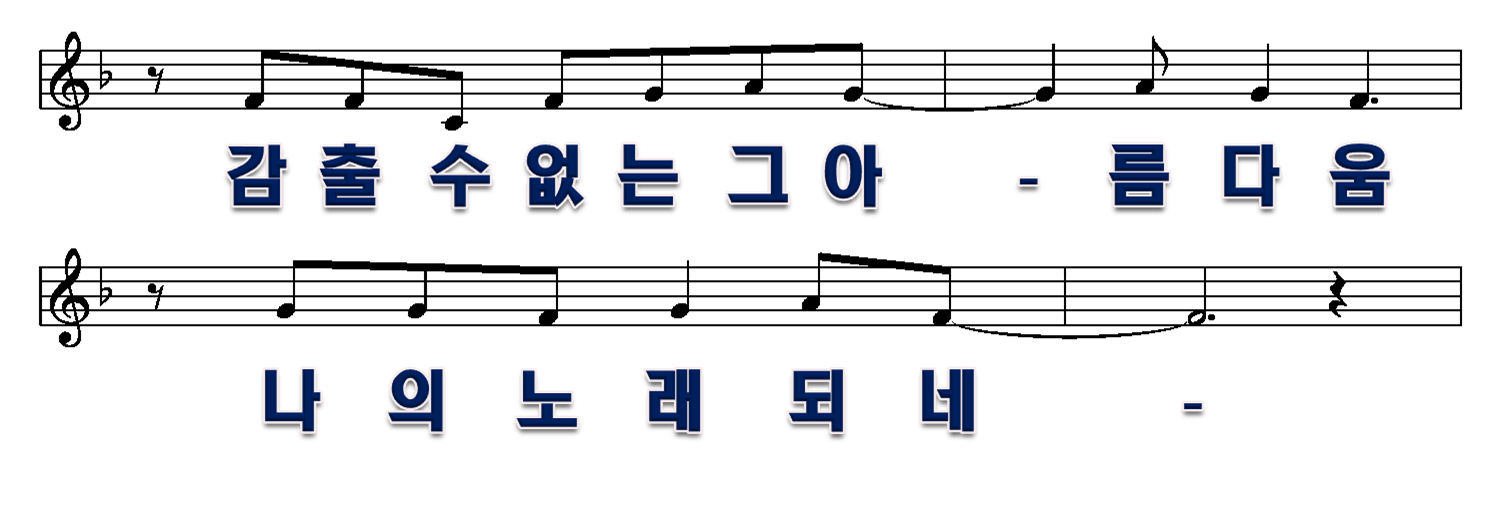 감 출 수 없 는 그 아 - 름 다 움
나 의 노 래 되 네 -